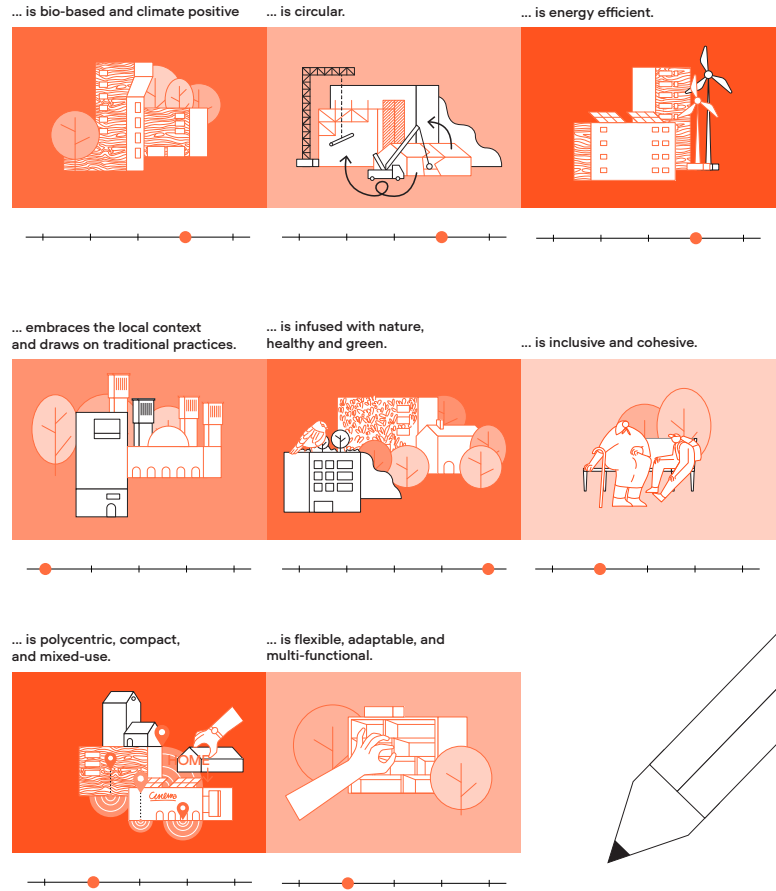 ... is bio-based and climate positive
... is circular.
... is energy efficient.
... embraces the local context
and draws on traditional practices.
... is infused with nature,
healthy and green.
... is inclusive and cohesive.
... is polycentric, compact,
and mixed-use.
HOME
Cinema
... is flexible, adaptable, and
multi-functional.